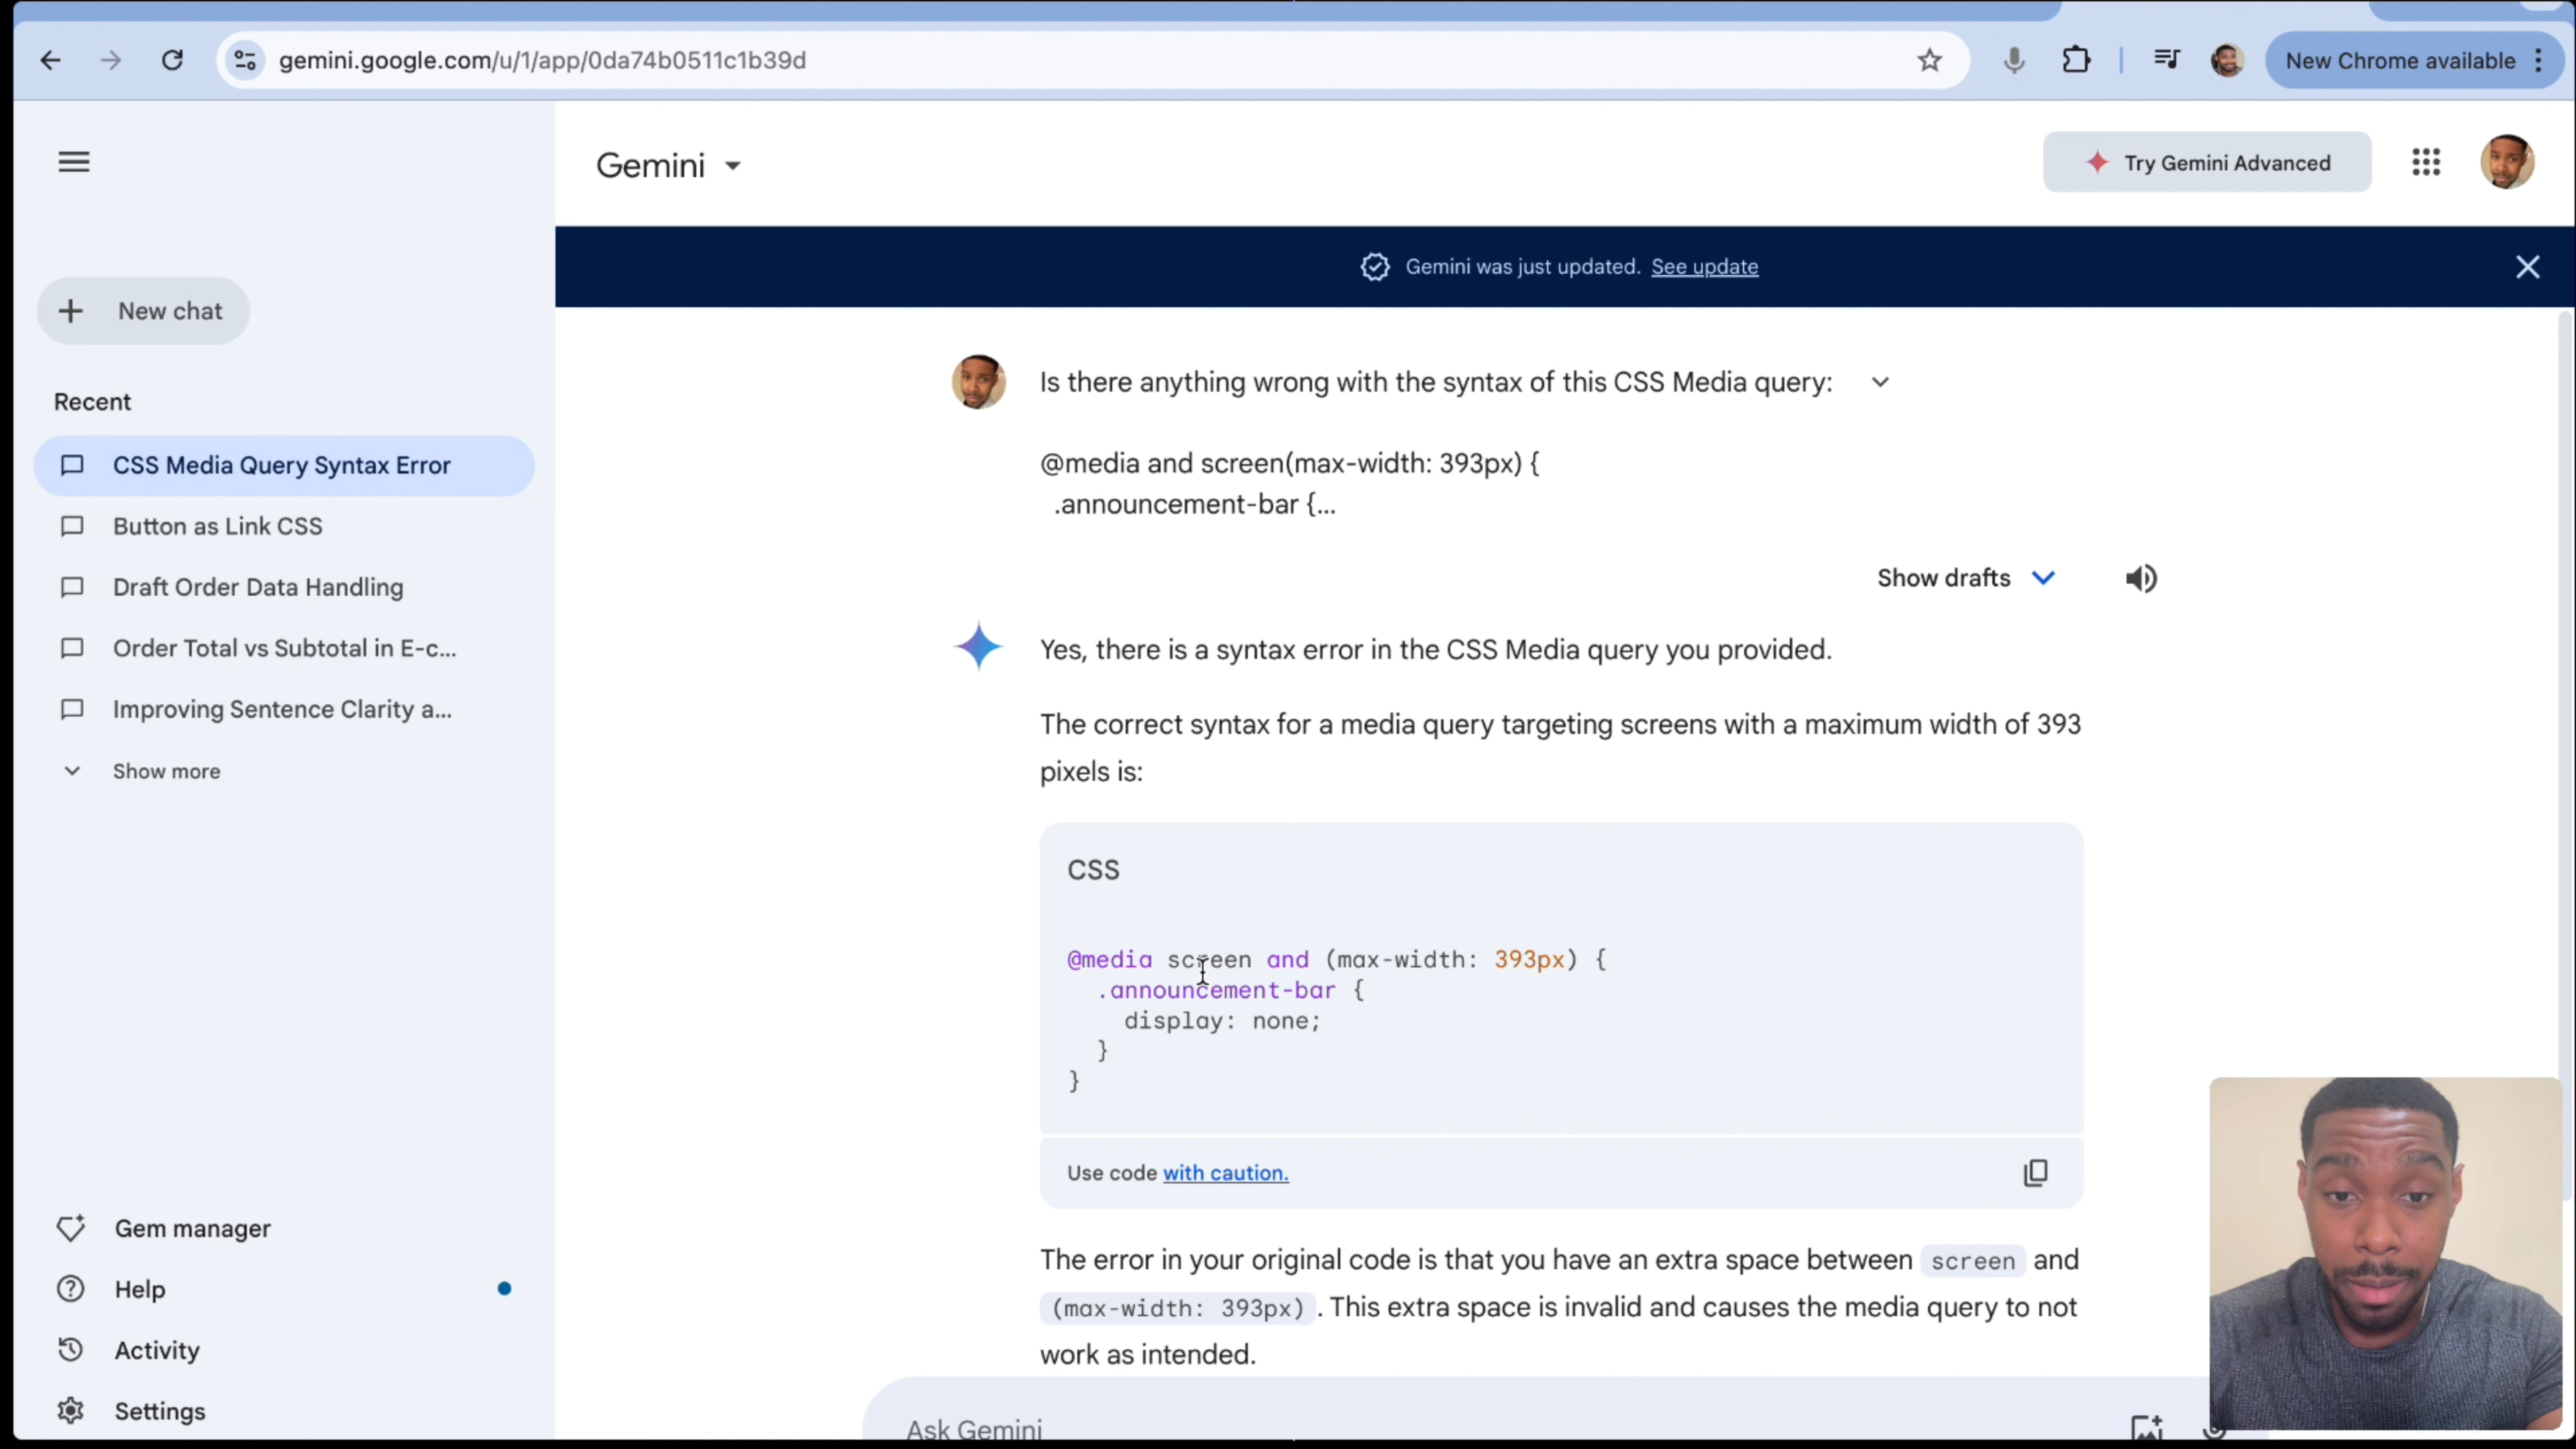 gemini.google.com/u/1/app/0da74b0511c1b39d
New Chrome available
Gemini
Try Gemini Advanced
New chat
Recent
CSS Media Query Syntax Error
Button as Link CSS
Draft Order Data Handling
Order Total vs Subtotal in E-c...
Improving Sentence Clarity a...
Show more
Gem manager
Help
Activity
Settings
Gemini was just updated. See update
Is there anything wrong with the syntax of this CSS Media query:
@media and screen(max-width: 393px) {
.announcement-bar {...
Show drafts
Yes, there is a syntax error in the CSS Media query you provided.
The correct syntax for a media query targeting screens with a maximum width of 393
pixels is:
CSS
@media screen and (max-width: 393px) {
.announcement-bar {
display: none;
}
}
Use code with caution.
The error in your original code is that you have an extra space between screen and
(max-width: 393px) . This extra space is invalid and causes the media query to not
work as intended.
Ask Gemini